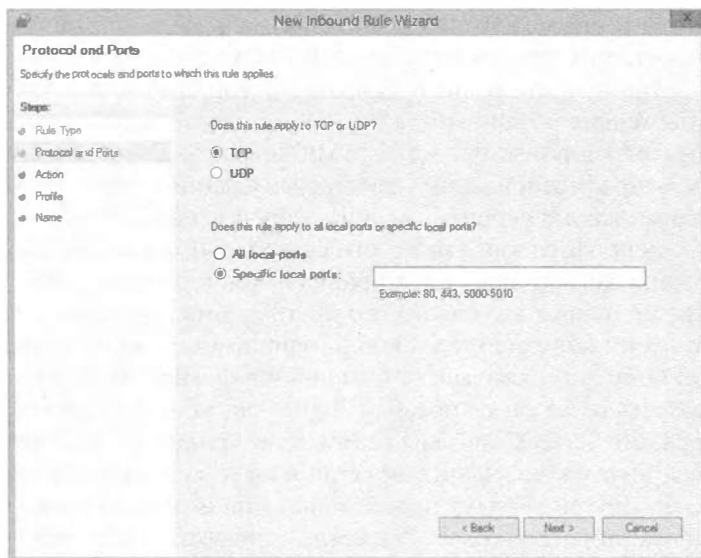 New Inbound Rule Wizard
Protocol and Ports
Specify the protocols and ports to which this rule applies.
Steps:
Rule Type
Protocol and Ports
Action
Profile
Name
Does this rule apply to TCP or UDP?
TCP
UDP
Does this rule apply to all local ports or specific local ports?
All local ports
Specific local ports:
Example: 80, 443, 5000-5010
< Back
Next >
Cancel